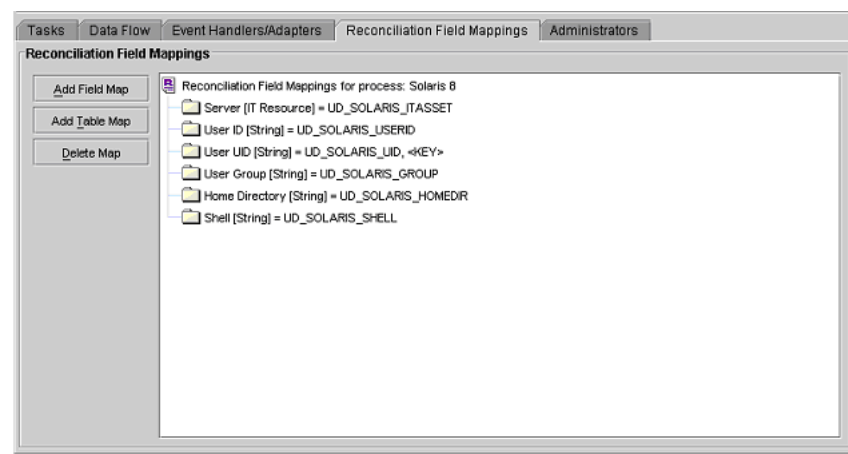 Tasks Data Flow Event Handlers/Adapters Reconciliation Field Mappings Administrators
Reconciliation Field Mappings
Add Field Map
Add Table Map
Delete Map
Reconciliation Field Mappings for process: Solaris 8
Server [IT Resource] = UD_SOLARIS_ITASSET
User ID [String] = UD_SOLARIS_USERID
User UID [String] = UD_SOLARIS_UID, <KEY>
User Group [String] = UD_SOLARIS_GROUP
Home Directory [String] = UD_SOLARIS_HOMEDIR
Shell [String] = UD_SOLARIS_SHELL